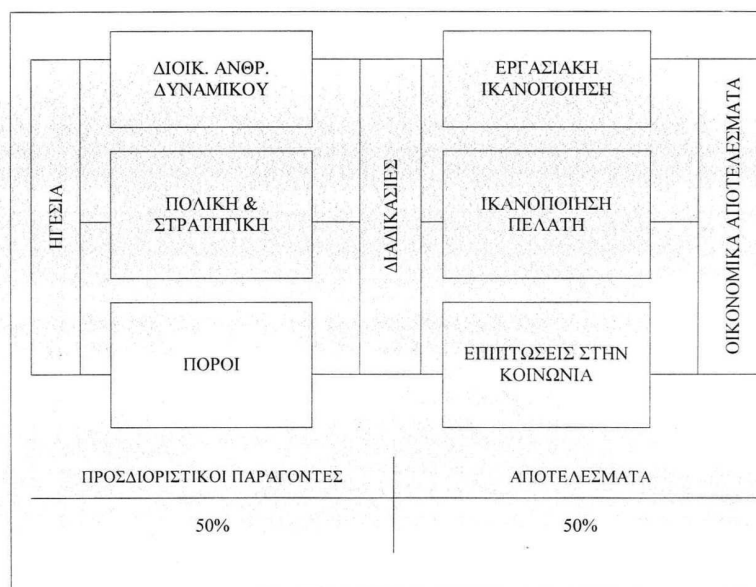 ΗΓΕΣΙΑ
ΔΙΟΙΚ. ΑΝΘΡ.
ΔΥΝΑΜΙΚΟΥ
ΠΟΛΙΚΗ &
ΣΤΡΑΤΗΓΙΚΗ
ΠΟΡΟΙ
ΔΙΑΔΙΚΑΣΙΕΣ
ΕΡΓΑΣΙΑΚΗ
ΙΚΑΝΟΠΟΙΗΣΗ
ΙΚΑΝΟΠΟΙΗΣΗ
ΠΕΛΑΤΗ
ΕΠΙΠΤΩΣΕΙΣ ΣΤΗΝ
ΚΟΙΝΩΝΙΑ
ΟΙΚΟΝΟΜΙΚΑ ΑΠΟΤΕΛΕΣΜΑΤΑ
ΠΡΟΣΔΙΟΡΙΣΤΙΚΟΙ ΠΑΡΑΓΟΝΤΕΣ
ΑΠΟΤΕΛΕΣΜΑΤΑ
50%
50%